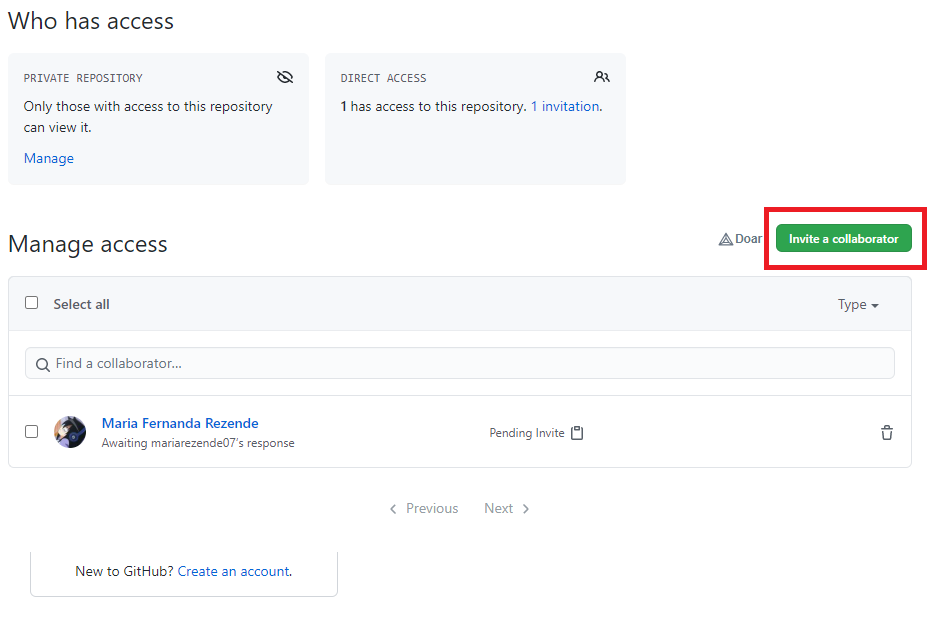 Who has access
PRIVATE REPOSITORY
Only those with access to this repository
can view it.
Manage
DIRECT ACCESS
1 has access to this repository. 1 invitation.
Manage access
Doar
Invite a collaborator
Select all
Type
Find a collaborator...
Maria Fernanda Rezende
Awaiting mariarezende07's response
Pending Invite
Previous
Next
New to GitHub? Create an account.